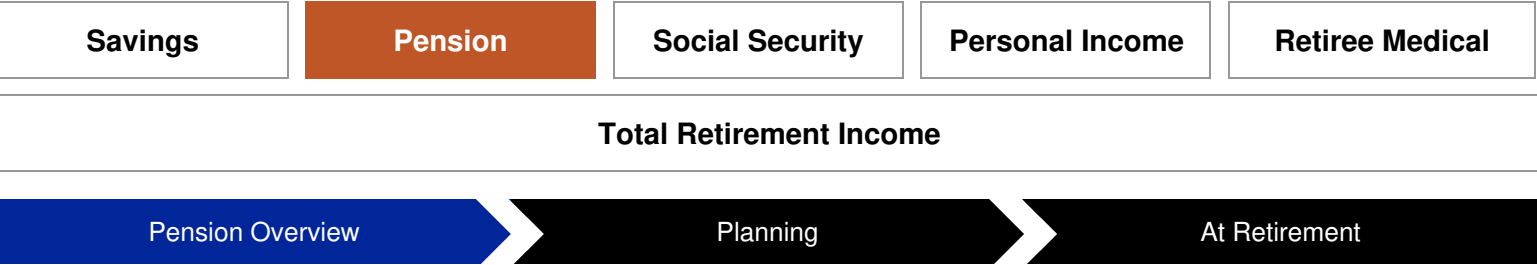 Savings Pension Social Security Personal Income Retiree Medical
Total Retirement Income
Pension Overview Planning At Retirement